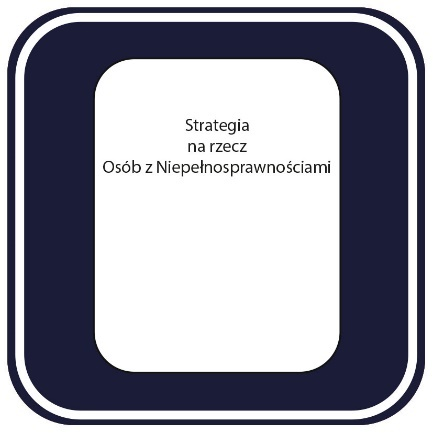 Strategia
na rzecz
Osób z Niepełnosprawnościami